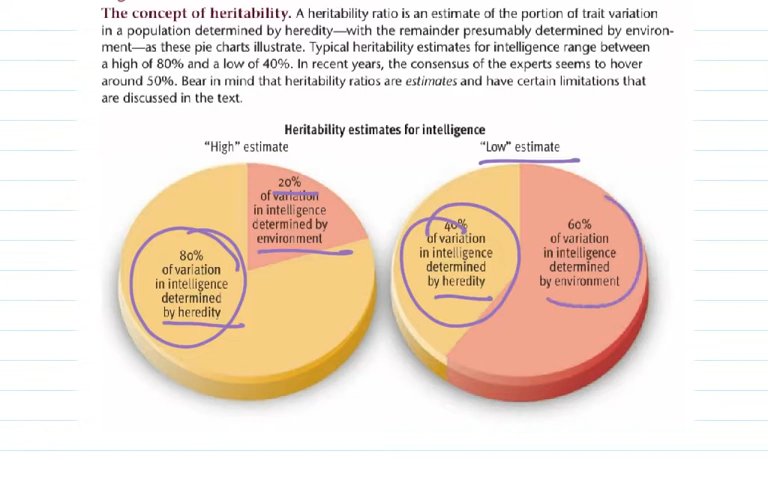 The concept of heritability. A heritability ratio is an estimate of the portion of trait variation
in a population determined by heredity—with the remainder presumably determined by environ-
ment—as these pie charts illustrate. Typical heritability estimates for intelligence range between
a high of 80% and a low of 40%. In recent years, the consensus of the experts seems to hover
around 50%. Bear in mind that heritability ratios are estimates and have certain limitations that
are discussed in the text.
Heritability estimates for intelligence
“High” estimate
20%
of variation
in intelligence
determined by
environment
80%
of variation
in intelligence
determined
by heredity
“Low” estimate
40%
of variation
in intelligence
determined
by heredity
60%
of variation
in intelligence
determined
by environment